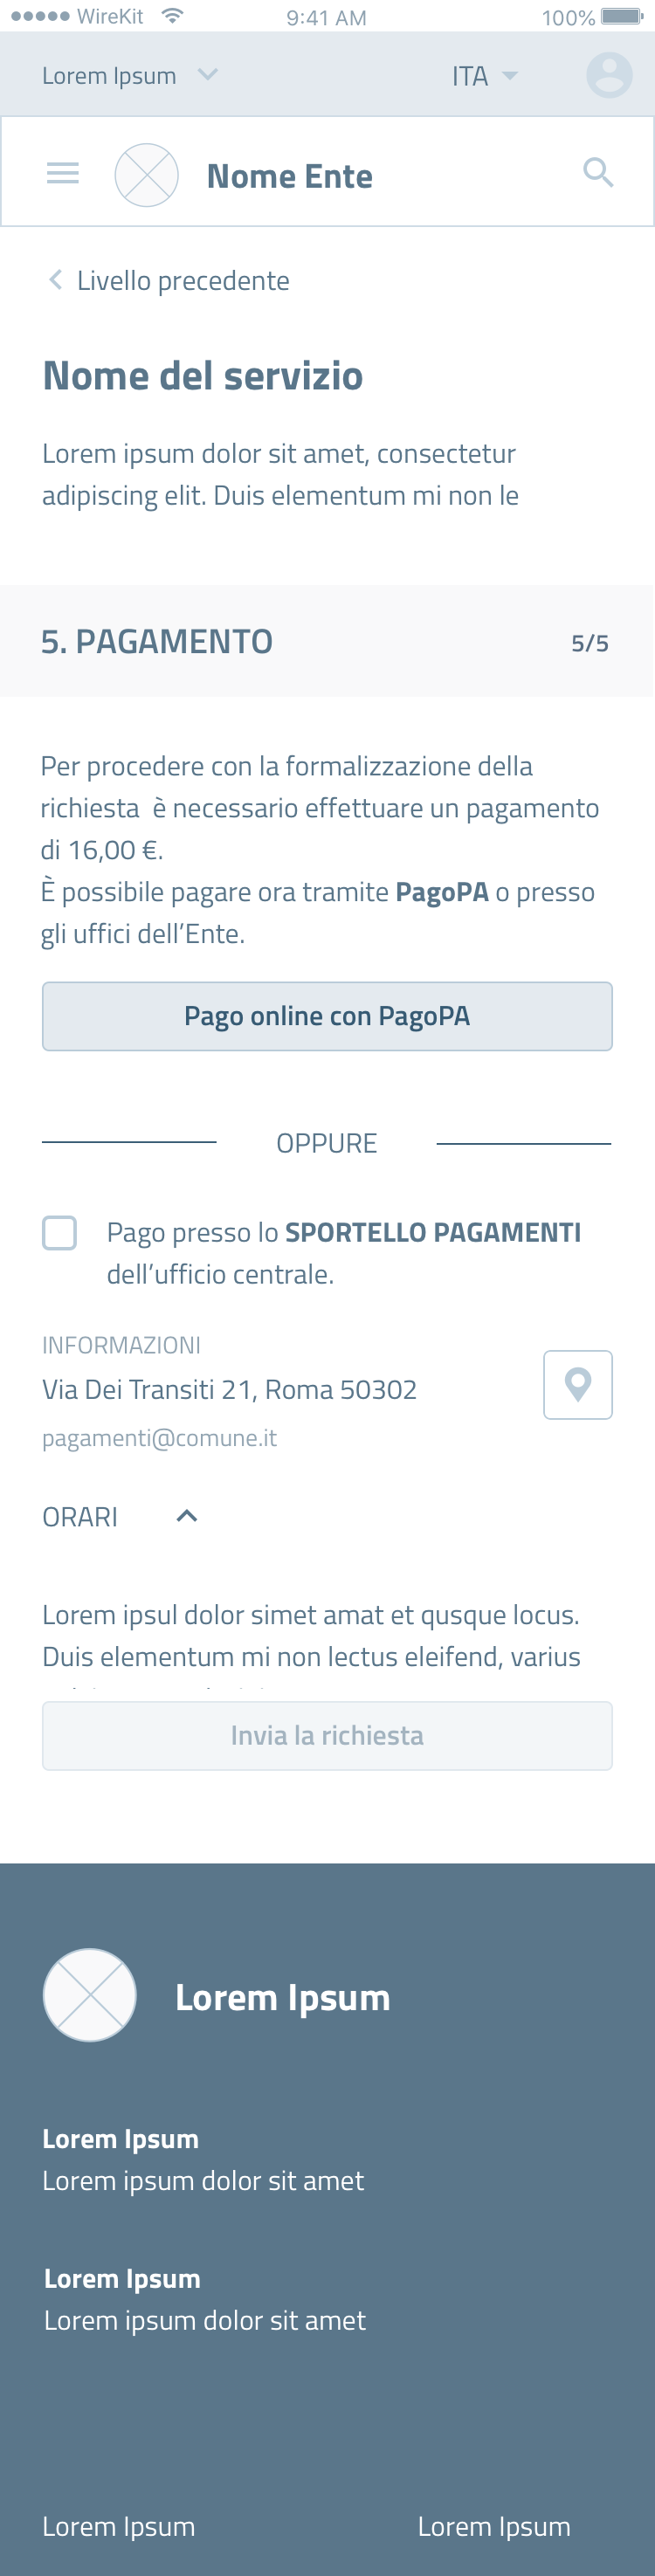 WireKit 9:41 AM 100%
Lorem Ipsum ITA
Nome Ente
Livello precedente
Nome del servizio
Lorem ipsum dolor sit amet, consectetur
adipiscing elit. Duis elementum mi non le
5. PAGAMENTO 5/5
Per procedere con la formalizzazione della
richiesta  è necessario effettuare un pagamento
di 16,00 €.
È possibile pagare ora tramite PagoPA o presso
gli uffici dell’Ente.
Pago online con PagoPA
OPPURE
Pago presso lo SPORTELLO PAGAMENTI
dell’ufficio centrale.
INFORMAZIONI
Via Dei Transiti 21, Roma 50302
pagamenti@comune.it
ORARI
Lorem ipsul dolor simet amat et qusque locus.
Duis elementum mi non lectus eleifend, varius
Invia la richiesta
Lorem Ipsum
Lorem Ipsum
Lorem ipsum dolor sit amet
Lorem Ipsum
Lorem ipsum dolor sit amet
Lorem Ipsum Lorem Ipsum